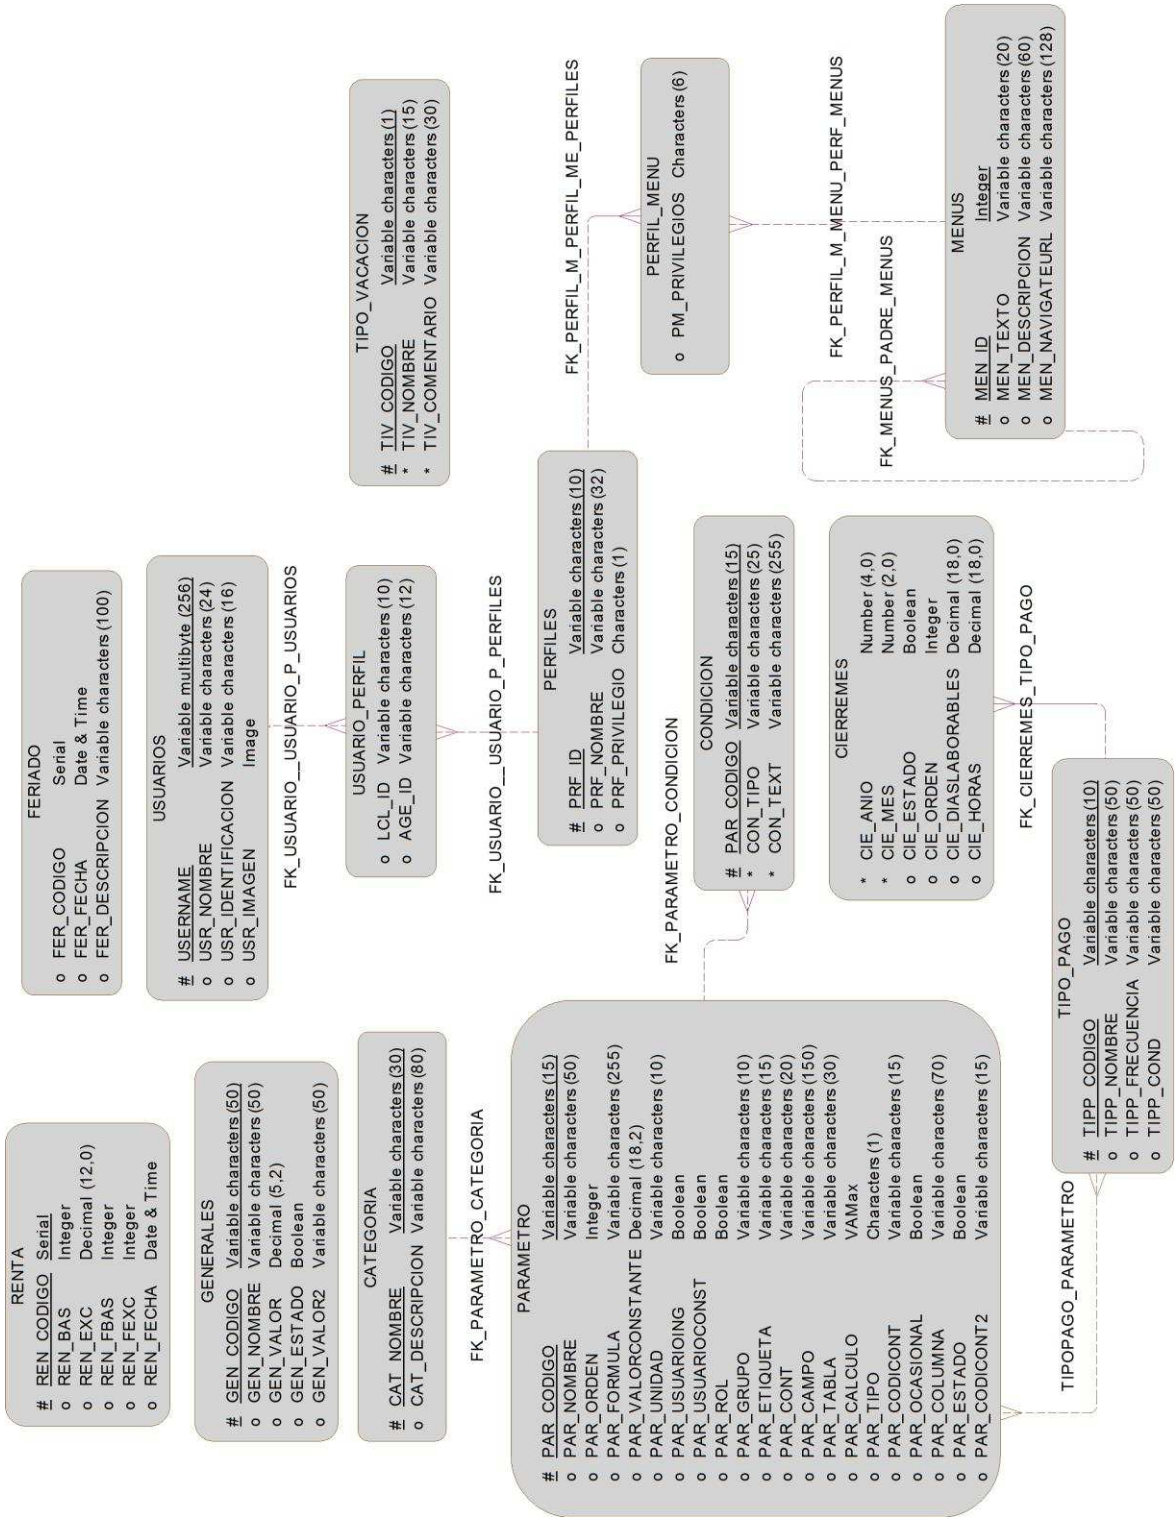 RENTA
# REN_CODIGO Serial
o REN_BAS Integer
o REN_EXC Decimal (12,0)
o REN_FBAS Integer
o REN_FEXC Integer
o REN_FECHA Date & Time
GENERALES
# GEN_CODIGO Variable characters (50)
o GEN_NOMBRE Variable characters (50)
o GEN_VALOR Decimal (5,2)
o GEN_ESTADO Boolean
o GEN_VALOR2 Variable characters (50)
CATEGORIA
# CAT_NOMBRE Variable characters (30)
o CAT_DESCRIPCION Variable characters (80)
FK_PARAMETRO_CATEGORIA
PARAMETRO
# PAR_CODIGO Variable characters (15)
o PAR_NOMBRE Variable characters (50)
o PAR_ORDEN Integer
o PAR_FORMULA Variable characters (255)
o PAR_VALORCONSTANTE Decimal (18,2)
o PAR_UNIDAD Variable characters (10)
o PAR_USUARIOING Boolean
o PAR_USUARIOCONST Boolean
o PAR_ROL Boolean
o PAR_GRUPO Variable characters (10)
o PAR_ETIQUETA Variable characters (15)
o PAR_CONT Variable characters (20)
o PAR_CAMPO Variable characters (150)
o PAR_TABLA Variable characters (30)
o PAR_CALCULO VAMax
o PAR_TIPO Characters (1)
o PAR_CODICONT Variable characters (15)
o PAR_OCASIONAL Boolean
o PAR_COLUMNA Variable characters (70)
o PAR_ESTADO Boolean
o PAR_CODICONT2 Variable characters (15)
TIPOPAGO_PARAMETRO
FERIADO
o FER_CODIGO Serial
o FER_FECHA Date & Time
o FER_DESCRIPCION Variable characters (100)
USUARIOS
# USERNAME Variable multibyte (256)
o USR_NOMBRE Variable characters (24)
o USR_IDENTIFICACION Variable characters (16)
o USR_IMAGEN Image
FK_USUARIO__USUARIO_P_USUARIOS
USUARIO_PERFIL
o LCL_ID Variable characters (10)
o AGE_ID Variable characters (12)
FK_USUARIO__USUARIO_P_PERFILES
PERFILES
# PRF_ID Variable characters (10)
o PRF_NOMBRE Variable characters (32)
o PRF_PRIVILEGIO Characters (1)
FK_PARAMETRO_CONDICION
CONDICION
# PAR_CODIGO Variable characters (15)
* CON_TIPO Variable characters (25)
* CON_TEXT Variable characters (255)
CIERREMES
* CIE_ANIO Number (4,0)
* CIE_MES Number (2,0)
o CIE_ESTADO Boolean
o CIE_ORDEN Integer
o CIE_DIASLABORABLES Decimal (18,0)
o CIE_HORAS Decimal (18,0)
FK_CIERREMES_TIPO_PAGO
TIPO_PAGO
# TIPP_CODIGO Variable characters (10)
o TIPP_NOMBRE Variable characters (50)
o TIPP_FRECUENCIA Variable characters (50)
o TIPP_COND Variable characters (50)
TIPO_VACACION
# TIV_CODIGO Variable characters (1)
* TIV_NOMBRE Variable characters (15)
* TIV_COMENTARIO Variable characters (30)
FK_PERFIL_M_PERFIL_ME_PERFILES
PERFIL_MENU
o PM_PRIVILEGIOS Characters (6)
FK_PERFIL_M_MENU_PERF_MENUS
FK_MENUS_PADRE_MENUS
MENUS
# MEN_ID Integer
o MEN_TEXTO Variable characters (20)
o MEN_DESCRIPCION Variable characters (60)
o MEN_NAVIGATEURL Variable characters (128)